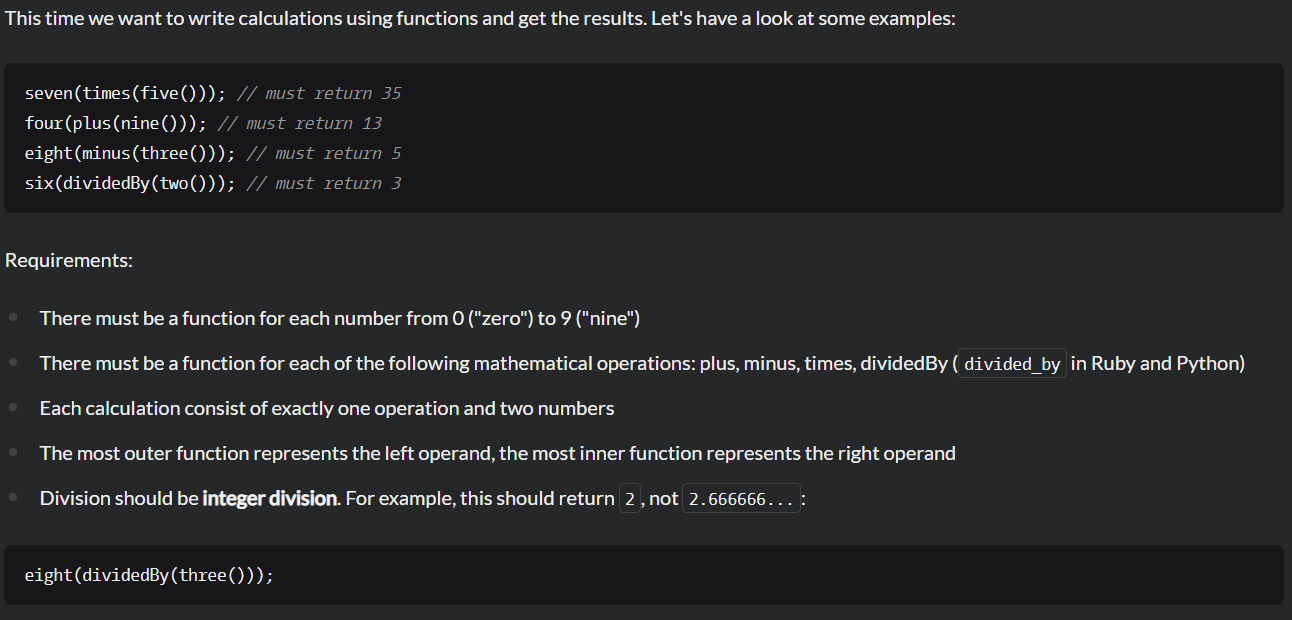 This time we want to write calculations using functions and get the results. Let's have a look at some examples:
seven(times(five())); // must return 35
four(plus(nine())); // must return 13
eight(minus(three())); // must return 5
six(dividedBy(two())); // must return 3
Requirements:
There must be a function for each number from 0 ("zero") to 9 ("nine")
There must be a function for each of the following mathematical operations: plus, minus, times, dividedBy (divided_by in Ruby and Python)
Each calculation consist of exactly one operation and two numbers
The most outer function represents the left operand, the most inner function represents the right operand
Division should be integer division. For example, this should return 2, not 2.666666...:
eight(dividedBy(three()));